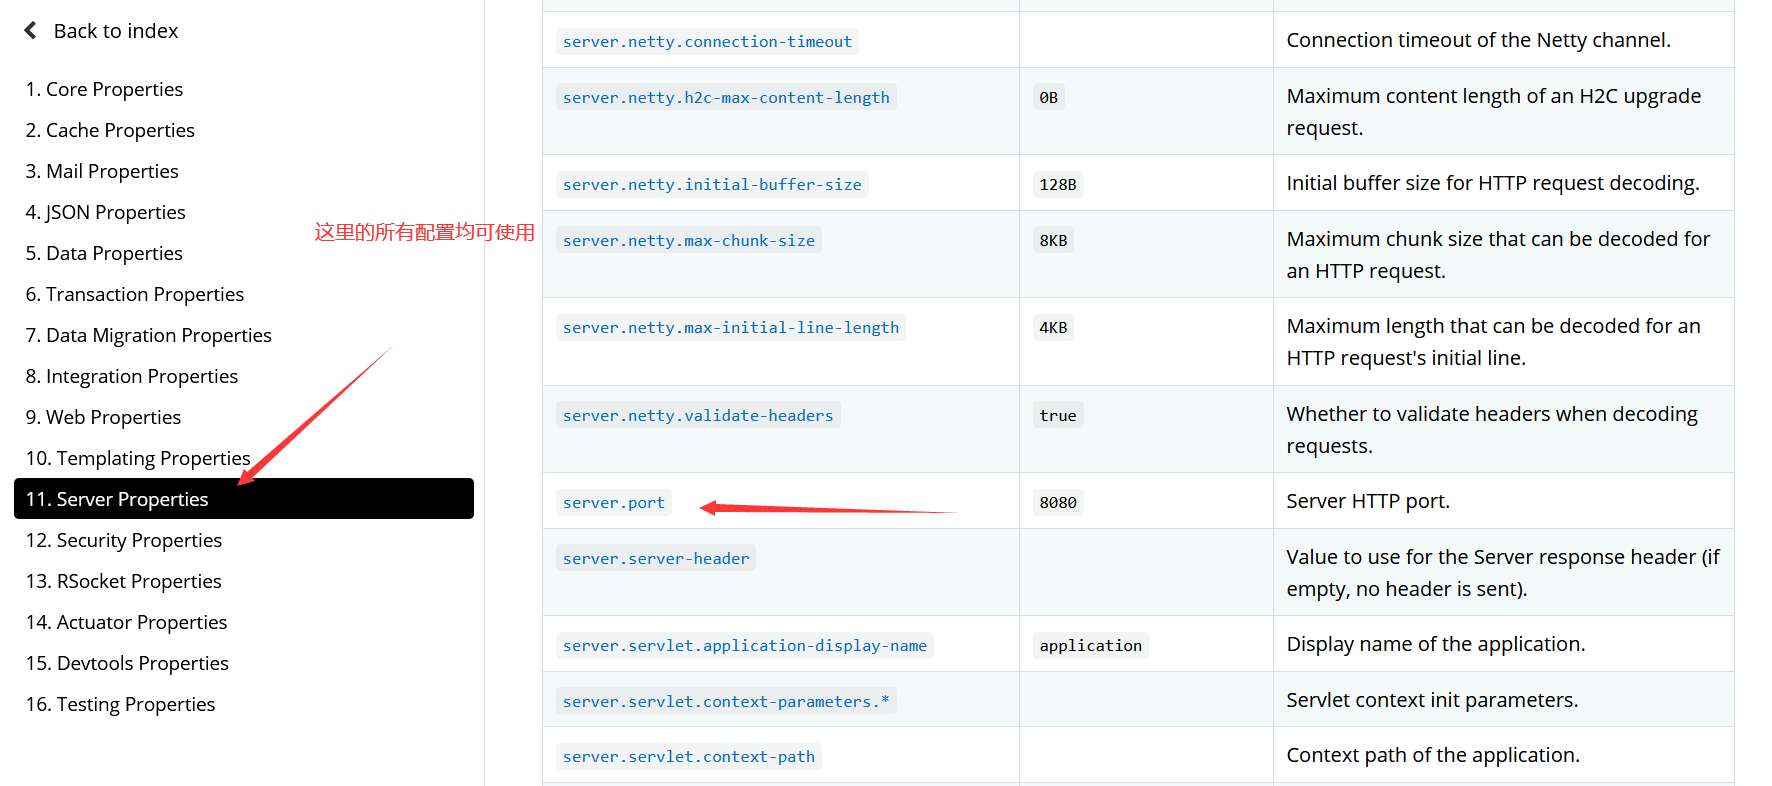 Back to index
1. Core Properties
2. Cache Properties
3. Mail Properties
4. JSON Properties
5. Data Properties
6. Transaction Properties
7. Data Migration Properties
8. Integration Properties
9. Web Properties
10. Templating Properties
11. Server Properties
12. Security Properties
13. RSocket Properties
14. Actuator Properties
15. Devtools Properties
16. Testing Properties
这里的所有配置均可使用
server.netty.connection-timeout
Connection timeout of the Netty channel.
server.netty.h2c-max-content-length
0B
Maximum content length of an H2C upgrade
request.
server.netty.initial-buffer-size
128B
Initial buffer size for HTTP request decoding.
server.netty.max-chunk-size
8KB
Maximum chunk size that can be decoded for
an HTTP request.
server.netty.max-initial-line-length
4KB
Maximum length that can be decoded for an
HTTP request's initial line.
server.netty.validate-headers
true
Whether to validate headers when decoding
requests.
server.port
8080
Server HTTP port.
server.server-header
Value to use for the Server response header (if
empty, no header is sent).
server.servlet.application-display-name
application
Display name of the application.
server.servlet.context-parameters.*
Servlet context init parameters.
server.servlet.context-path
Context path of the application.